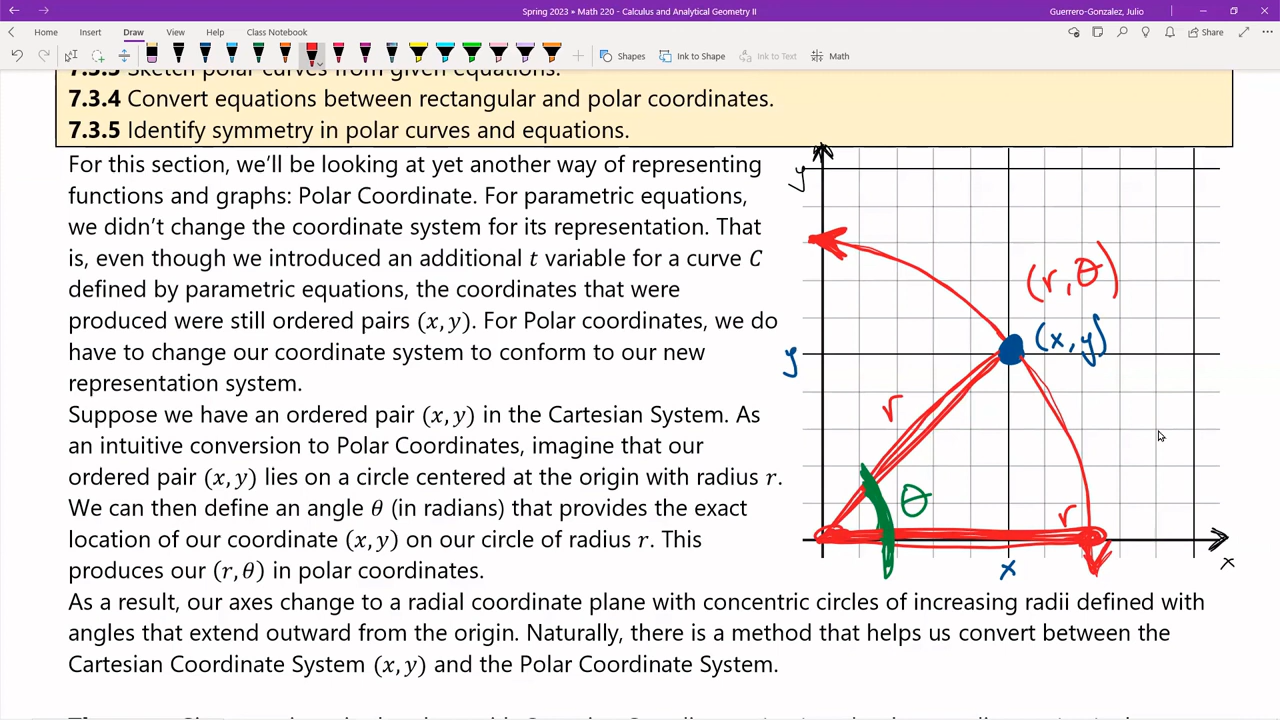 Spring 2023 » Math 220 - Calculus and Analytical Geometry II
Guerrero-Gonzalez, Julio
Home Insert Draw View Help Class Notebook
Share
Shapes Ink to Shape Ink to Text Math
7.3.3 Sketch polar curves from given equations.
7.3.4 Convert equations between rectangular and polar coordinates.
7.3.5 Identify symmetry in polar curves and equations.
For this section, we’ll be looking at yet another way of representing
functions and graphs: Polar Coordinate. For parametric equations,
we didn’t change the coordinate system for its representation. That
is, even though we introduced an additional t variable for a curve C
defined by parametric equations, the coordinates that were
produced were still ordered pairs (x, y). For Polar coordinates, we do
have to change our coordinate system to conform to our new
representation system.
Suppose we have an ordered pair (x, y) in the Cartesian System. As
an intuitive conversion to Polar Coordinates, imagine that our
ordered pair (x, y) lies on a circle centered at the origin with radius r.
We can then define an angle θ (in radians) that provides the exact
location of our coordinate (x, y) on our circle of radius r. This
produces our (r, θ) in polar coordinates.
As a result, our axes change to a radial coordinate plane with concentric circles of increasing radii defined with
angles that extend outward from the origin. Naturally, there is a method that helps us convert between the
Cartesian Coordinate System (x, y) and the Polar Coordinate System.
y
(r, θ)
(x, y)
y
r
θ
r
x
x